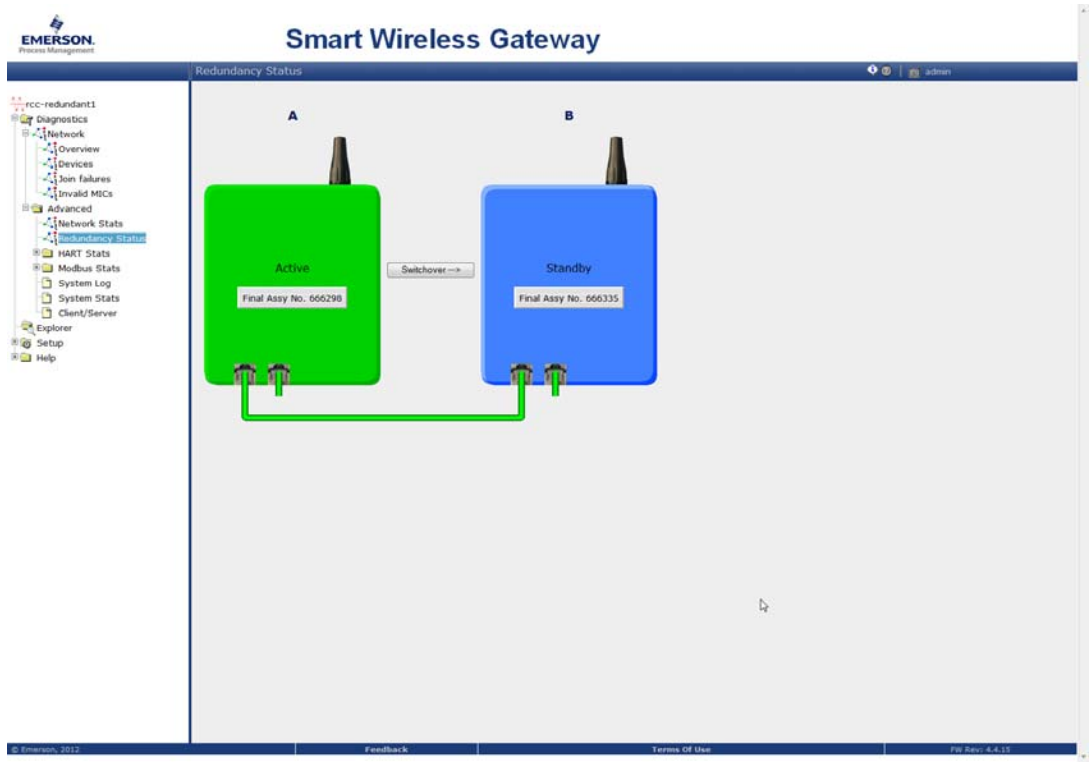 EMERSON.
Process Management
Smart Wireless Gateway
Redundancy Status
admin
rcc-redundant1
Diagnostics
Network
Overview
Devices
Join failures
Invalid MICs
Advanced
Network Stats
Redundancy Status
HART Stats
Modbus Stats
System Log
System Stats
Client/Server
Explorer
Setup
Help
A
B
Active
Final Assy No. 666298
Switchover-->
Standby
Final Assy No. 666335
© Emerson, 2012
Feedback
Terms Of Use
FW Rev: 4.4.15